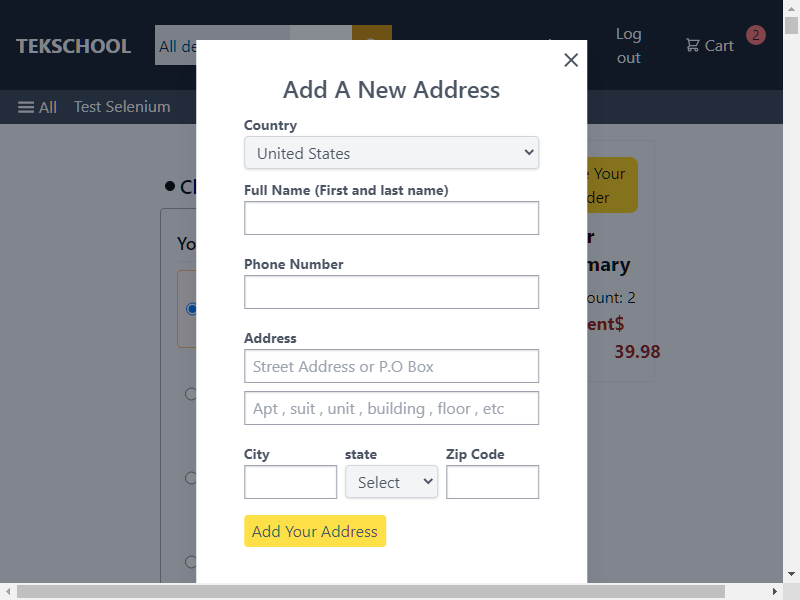 TEKSCHOOL
All de
Log
out
Cart
2
All
Test Selenium
Add A New Address
Country
United States
Full Name (First and last name)
Phone Number
Address
Street Address or P.O Box
Apt , suit , unit , building , floor , etc
City
state
Zip Code
Select
Add Your Address
Yo
Your
der
r
mary
ount: 2
ent$
39.98